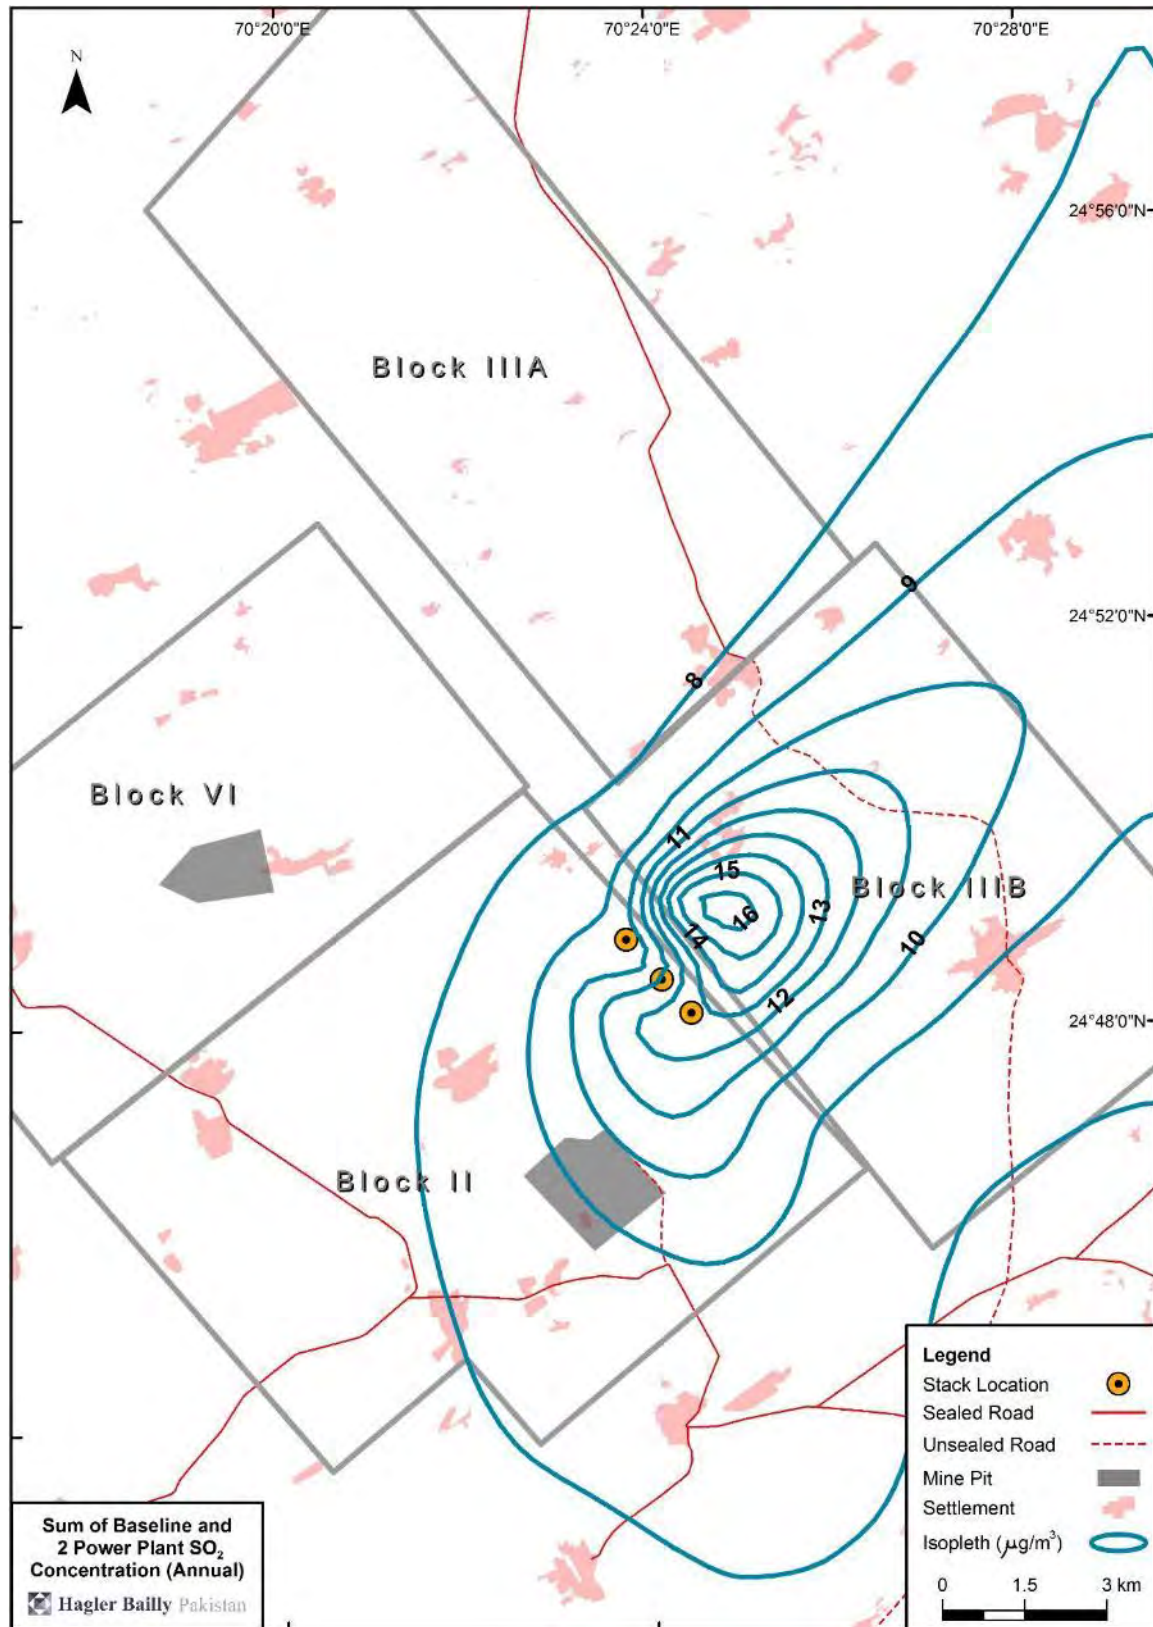 70°20'0"E
70°24'0"E
70°28'0"E
N
24°56'0"N
Block IIIA
9
24°52'0"N
8
Block VI
11
15
Block IIIB
16
13
14
10
12
24°48'0"N
Block II
Legend
Stack Location
Sealed Road
Unsealed Road
Mine Pit
Settlement
Isopleth (µg/m³)
0 1.5 3 km
Sum of Baseline and
2 Power Plant SO₂
Concentration (Annual)
Hagler Bailly Pakistan